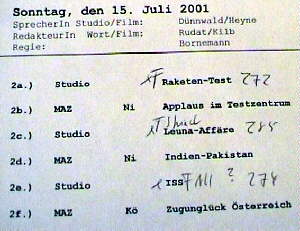 Sonntag, den 15. Juli 2001
SprecherIn Studio/Film: Dünnwald/Heyne
RedakteurIn Wort/Film: Rudat/Kilb
Regie: Bornemann
2a.) Studio Raketen-Test 272
2b.) MAZ Ni Applaus im Testzentrum
2c.) Studio Leuna-Affäre 288
2d.) MAZ Ni Indien-Pakistan
2e.) Studio ISS ? 274
2f.) MAZ Kö Zugunglück Österreich